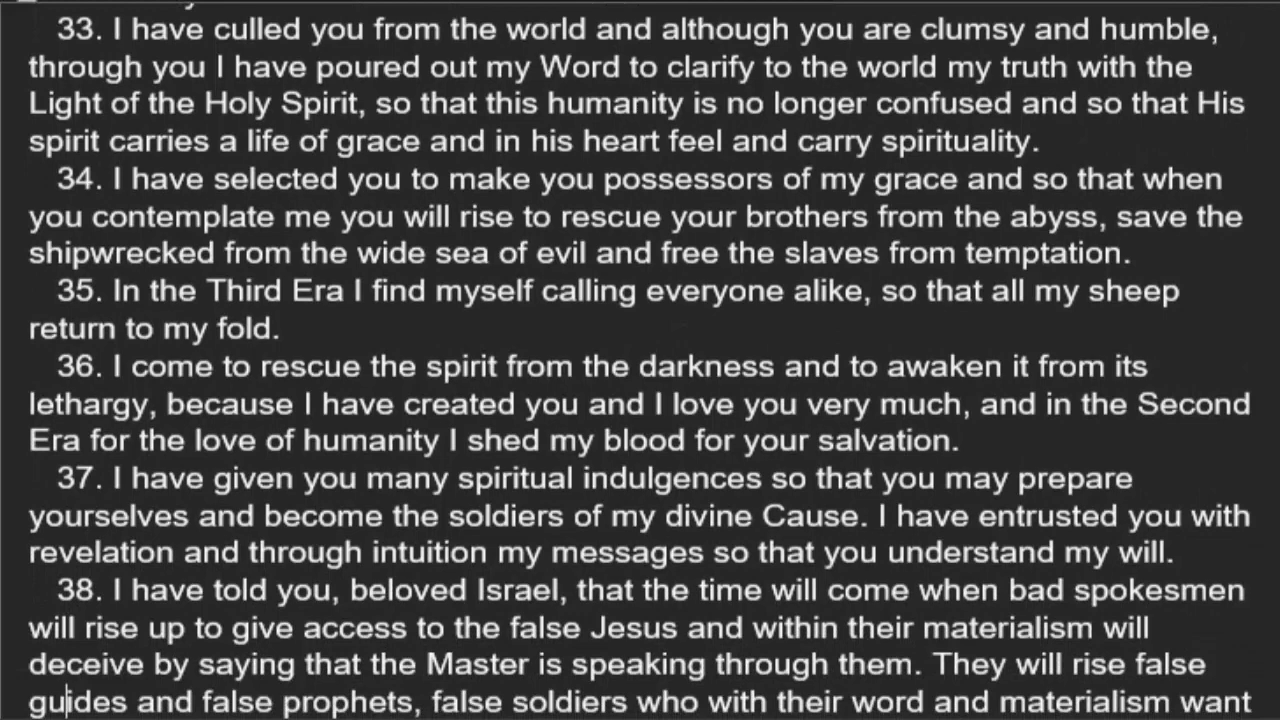 33. I have culled you from the world and although you are clumsy and humble,
through you I have poured out my Word to clarify to the world my truth with the
Light of the Holy Spirit, so that this humanity is no longer confused and so that His
spirit carries a life of grace and in his heart feel and carry spirituality.
34. I have selected you to make you possessors of my grace and so that when
you contemplate me you will rise to rescue your brothers from the abyss, save the
shipwrecked from the wide sea of evil and free the slaves from temptation.
35. In the Third Era I find myself calling everyone alike, so that all my sheep
return to my fold.
36. I come to rescue the spirit from the darkness and to awaken it from its
lethargy, because I have created you and I love you very much, and in the Second
Era for the love of humanity I shed my blood for your salvation.
37. I have given you many spiritual indulgences so that you may prepare
yourselves and become the soldiers of my divine Cause. I have entrusted you with
revelation and through intuition my messages so that you understand my will.
38. I have told you, beloved Israel, that the time will come when bad spokesmen
will rise up to give access to the false Jesus and within their materialism will
deceive by saying that the Master is speaking through them. They will rise false
guides and false prophets, false soldiers who with their word and materialism want